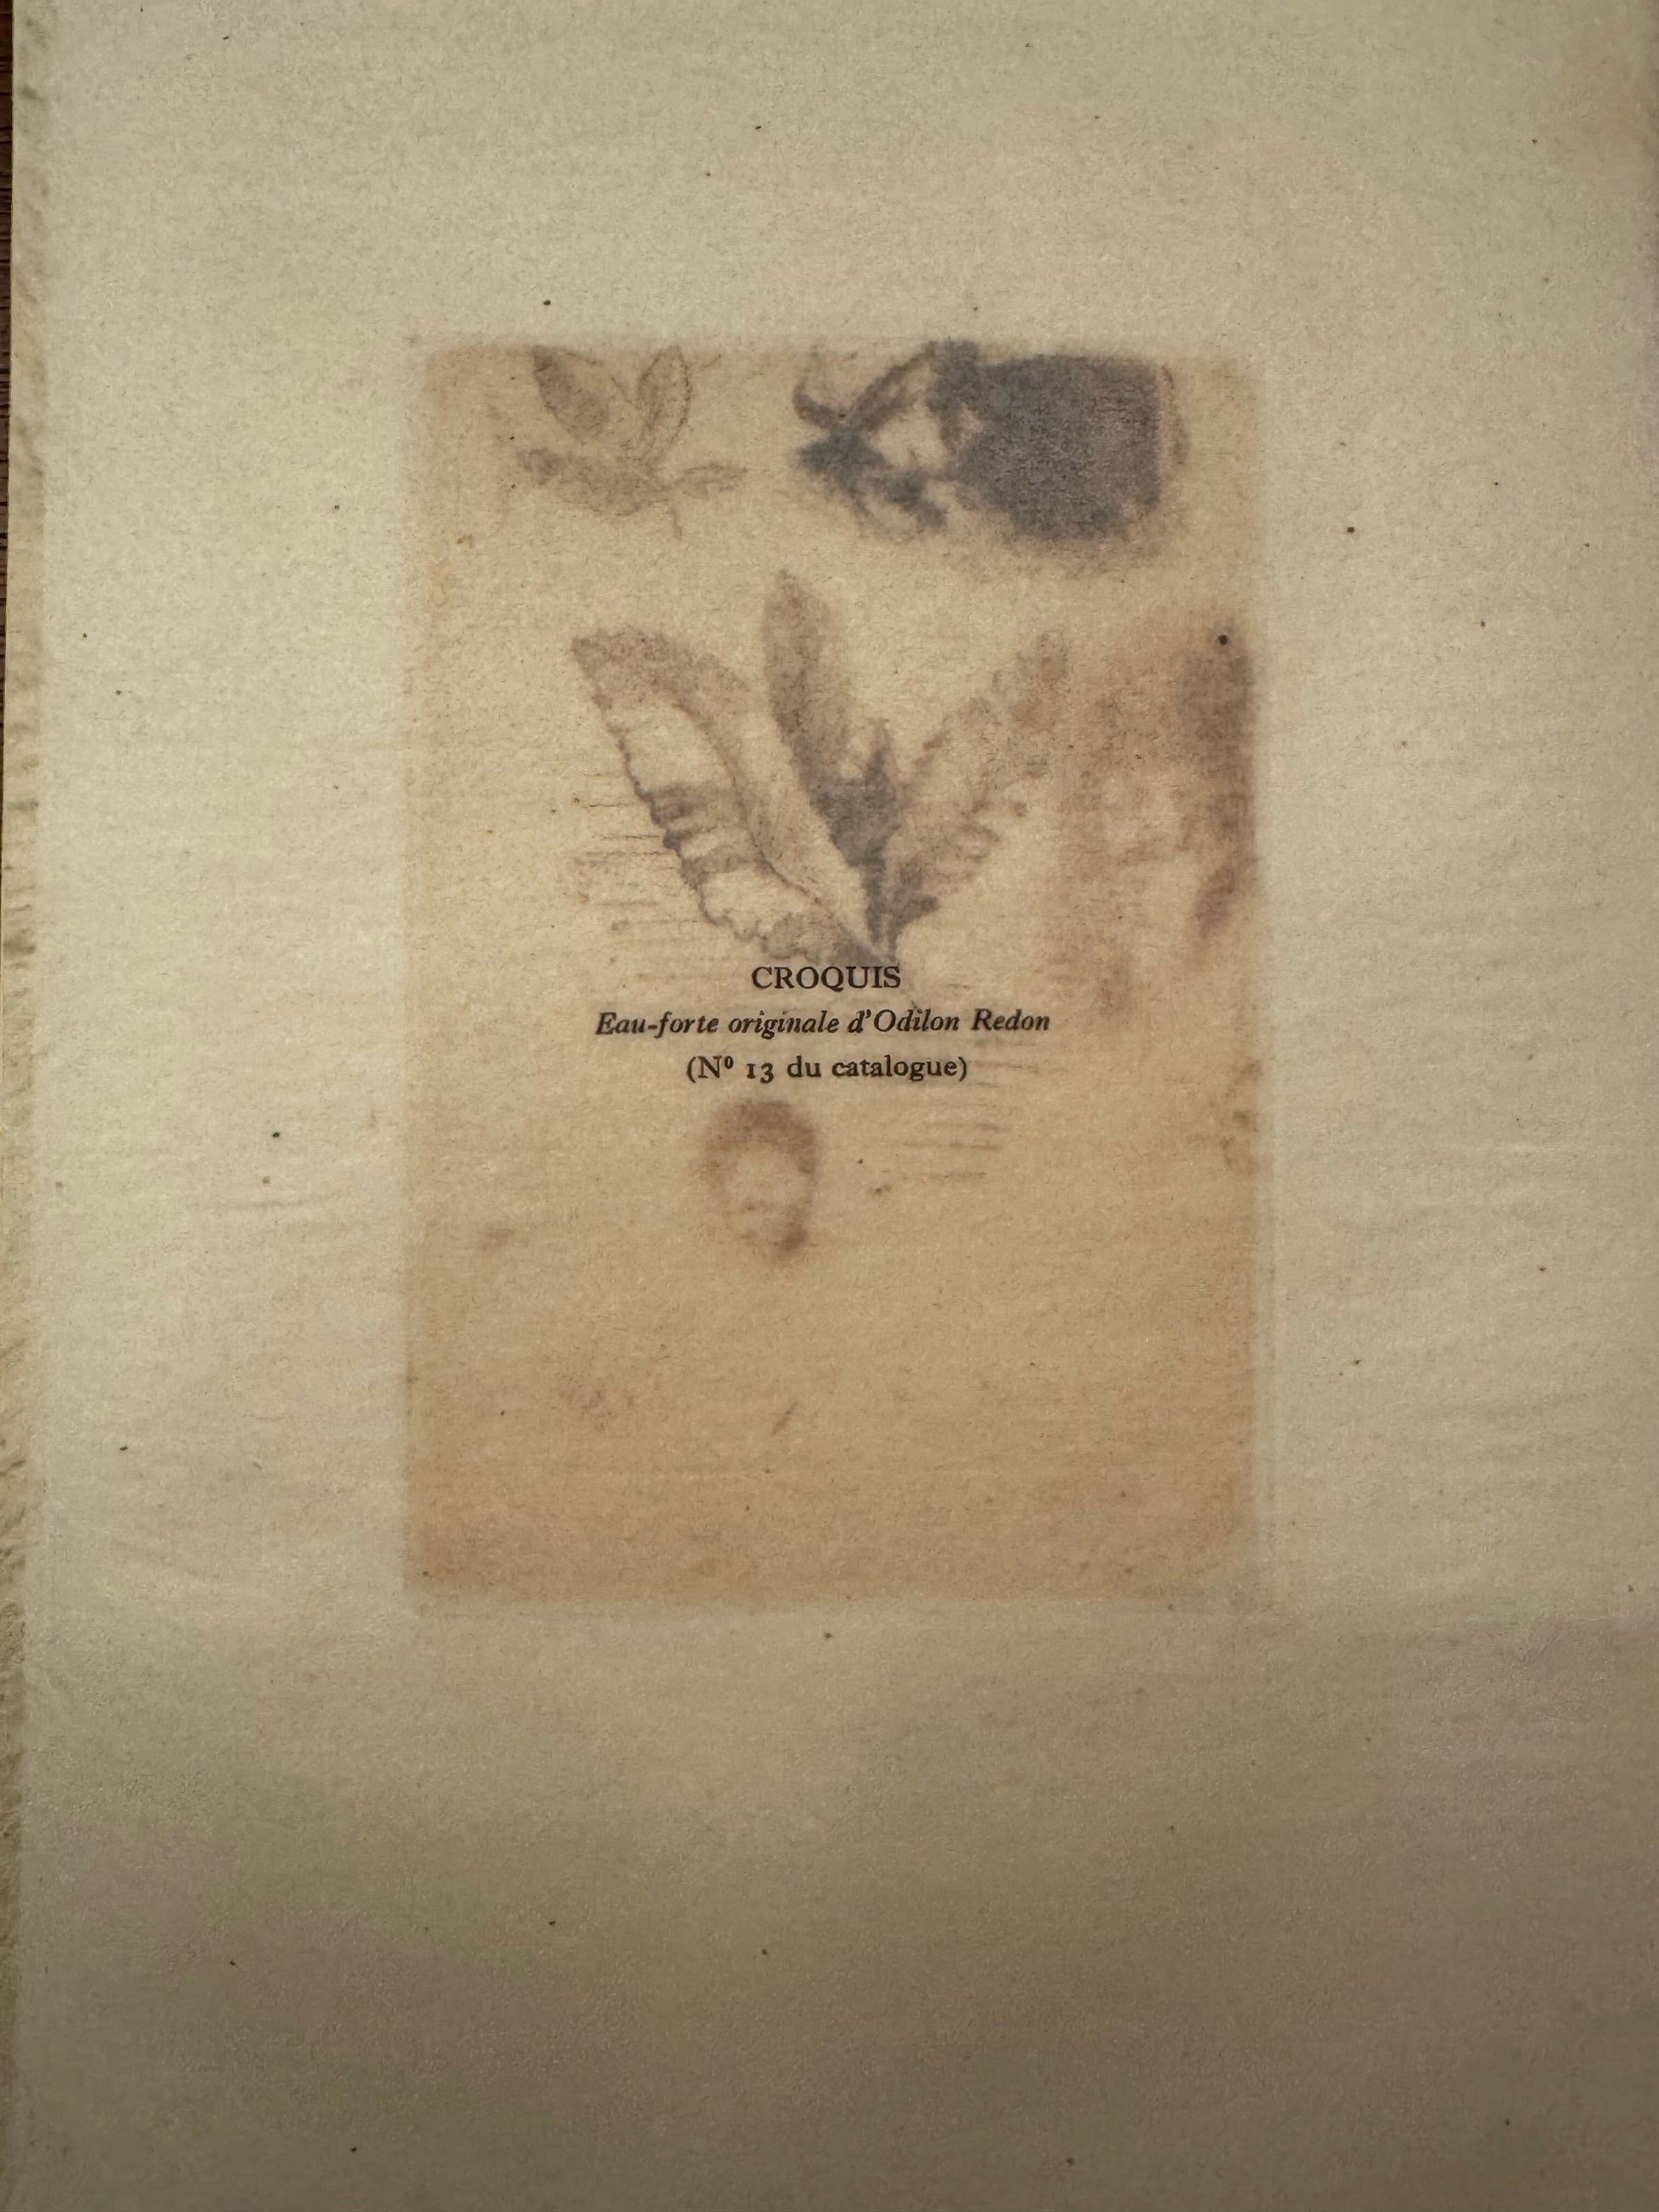 CROQUIS
Eau-forte originale d'Odilon Redon
(Nº 13 du catalogue)